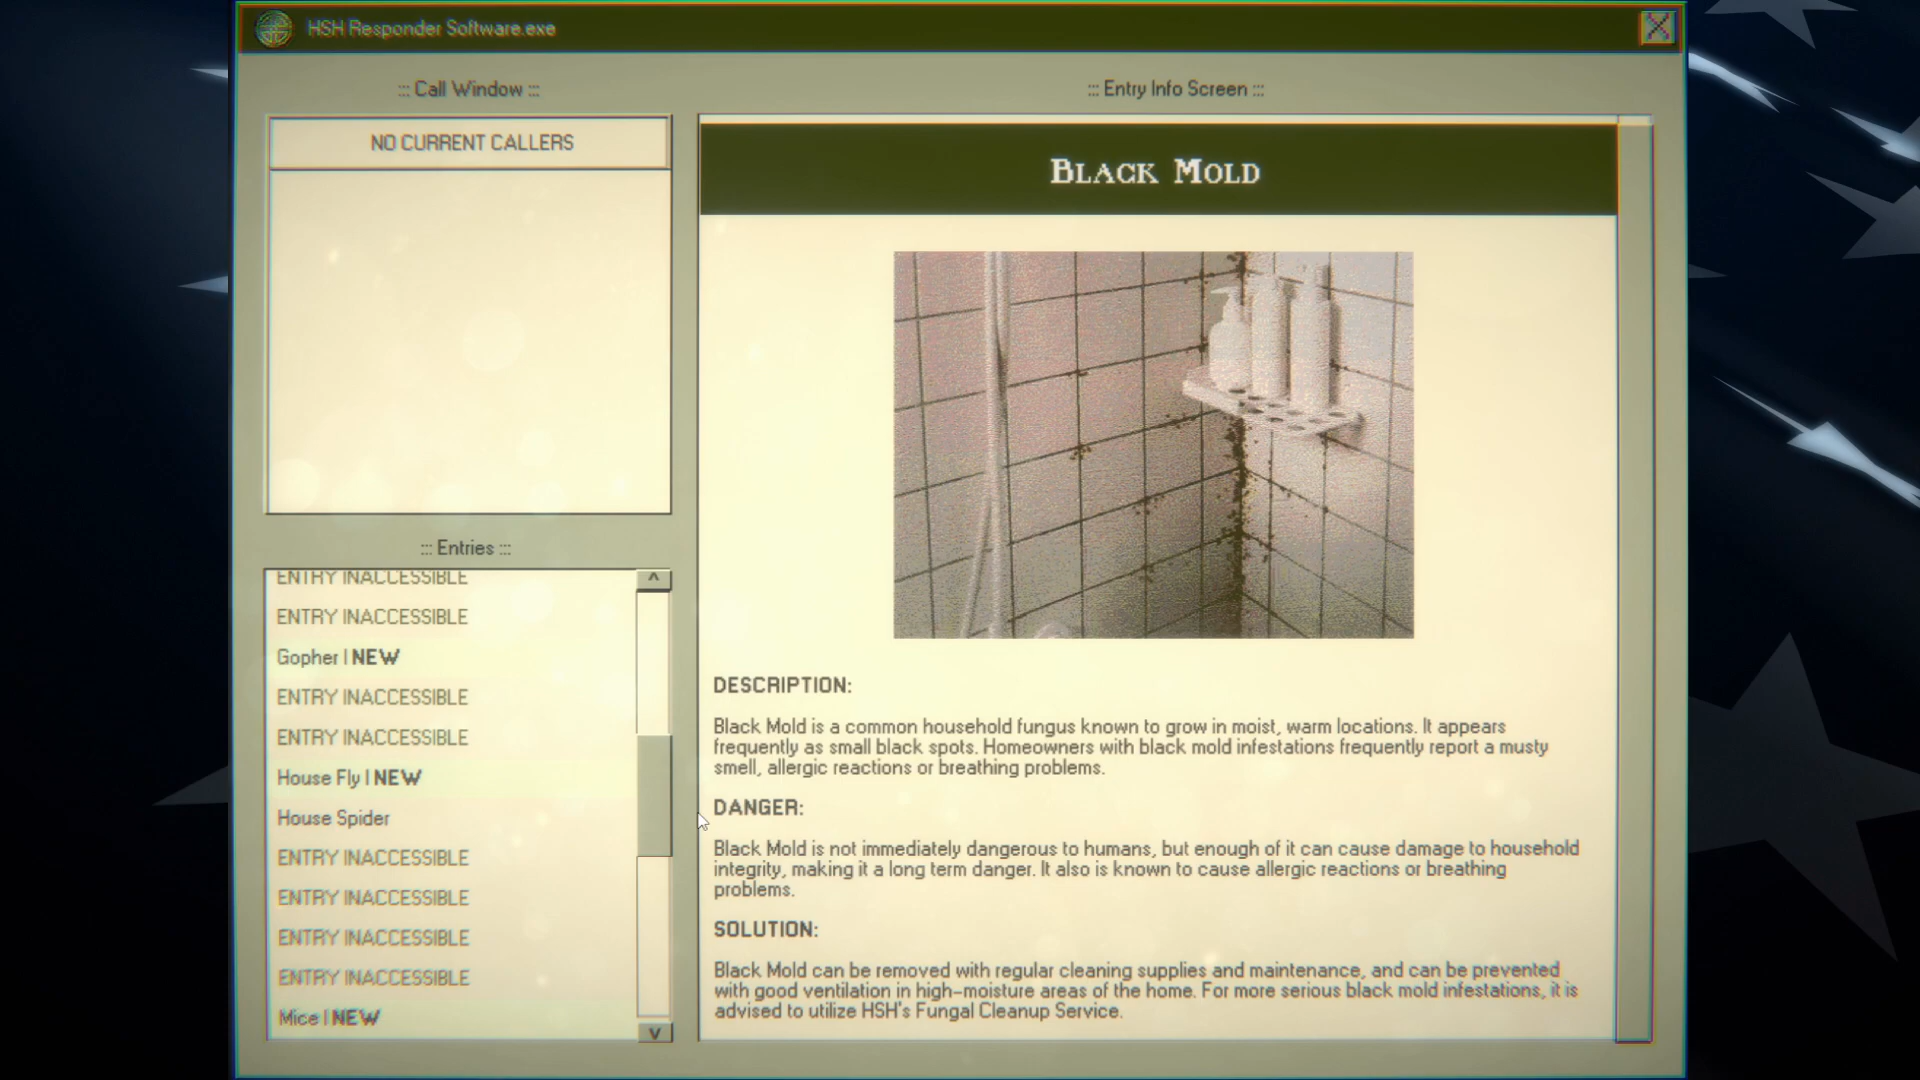 HSH Responder Software.exe
::: Call Window :::
NO CURRENT CALLERS
::: Entries :::
ENTRY INACCESSIBLE
ENTRY INACCESSIBLE
Gopher | NEW
ENTRY INACCESSIBLE
ENTRY INACCESSIBLE
House Fly | NEW
House Spider
ENTRY INACCESSIBLE
ENTRY INACCESSIBLE
ENTRY INACCESSIBLE
ENTRY INACCESSIBLE
Mice | NEW
::: Entry Info Screen :::
BLACK MOLD
DESCRIPTION:
Black Mold is a common household fungus known to grow in moist, warm locations. It appears
frequently as small black spots. Homeowners with black mold infestations frequently report a musty
smell, allergic reactions or breathing problems.
DANGER:
Black Mold is not immediately dangerous to humans, but enough of it can cause damage to household
integrity, making it a long term danger. It also is known to cause allergic reactions or breathing
problems.
SOLUTION:
Black Mold can be removed with regular cleaning supplies and maintenance, and can be prevented
with good ventilation in high-moisture areas of the home. For more serious black mold infestations, it is
advised to utilize HSH's Fungal Cleanup Service.